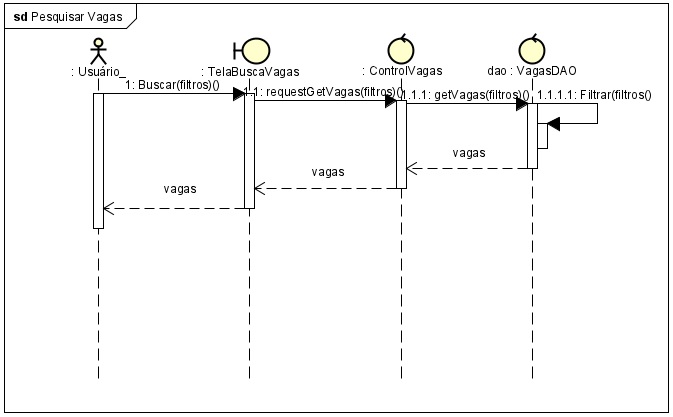 sd Pesquisar Vagas
: Usuário_
: TelaBuscaVagas
: ControlVagas
dao : VagasDAO
1: Buscar(filtros)()
1.1: requestGetVagas(filtros)()
1.1.1: getVagas(filtros)()
1.1.1.1: Filtrar(filtros()
vagas
vagas
vagas